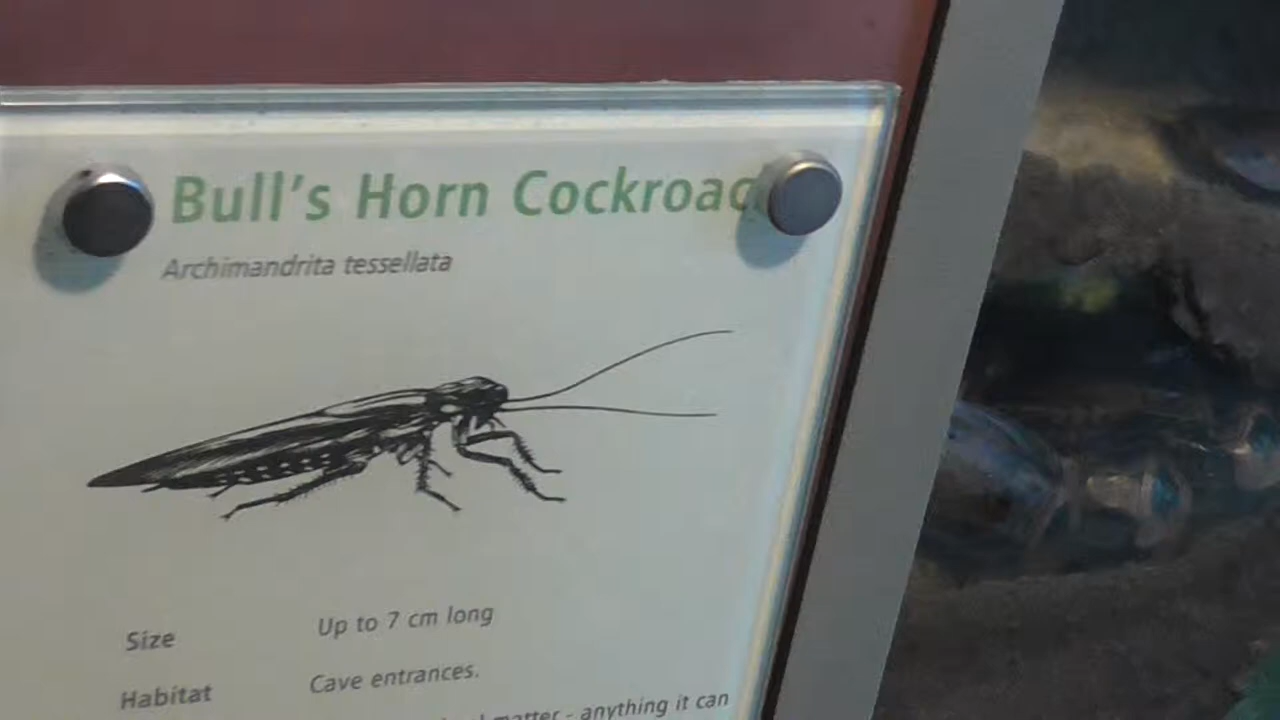 Bull's Horn Cockroac
Archimandrita tessellata
Size Up to 7 cm long
Habitat Cave entrances.
matter - anything it can